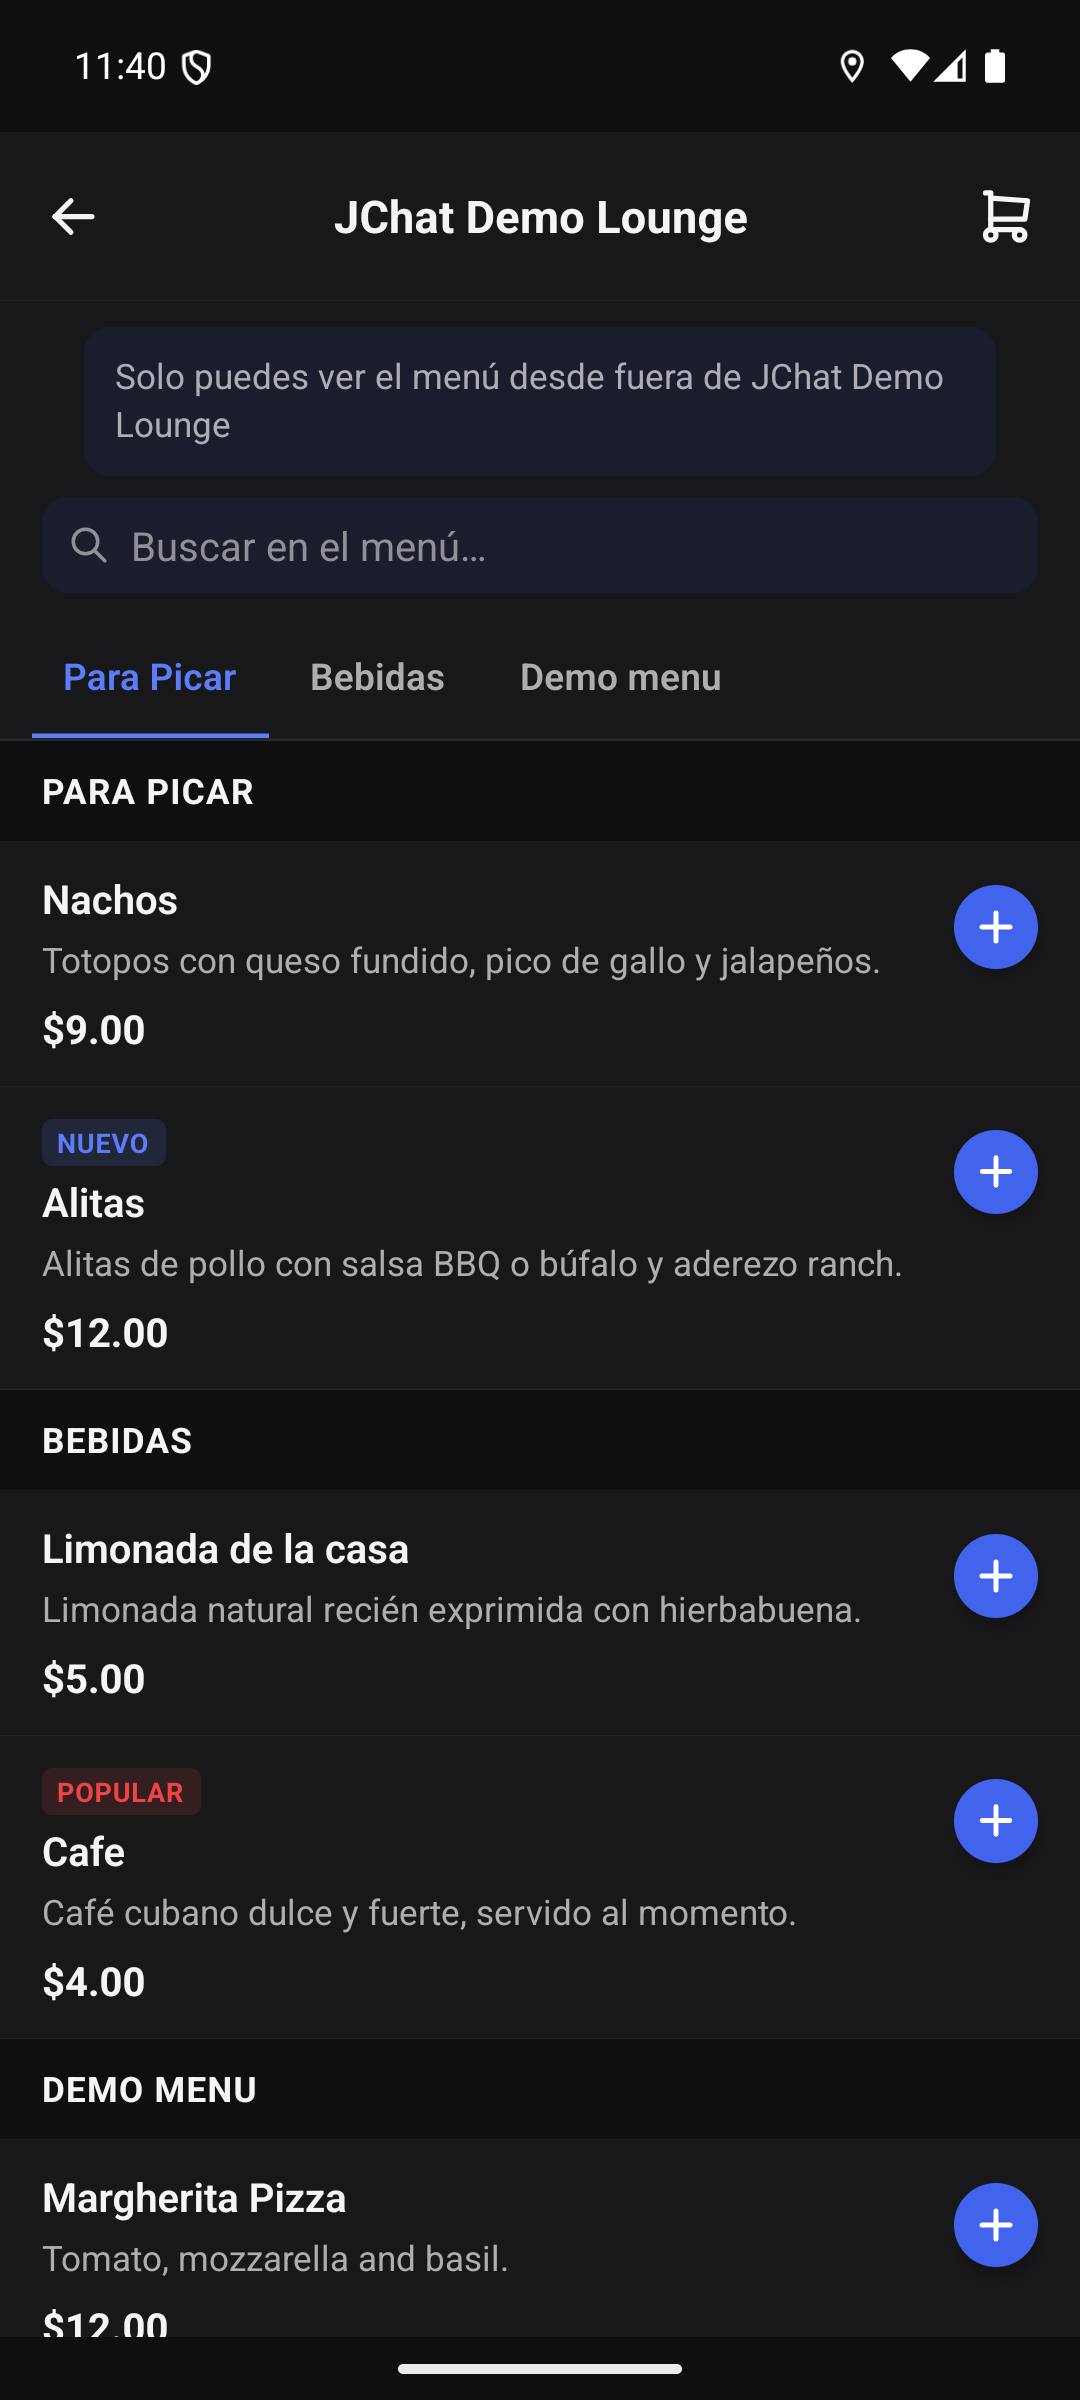 11:40
JChat Demo Lounge
Solo puedes ver el menú desde fuera de JChat Demo
Lounge
Buscar en el menú...
Para Picar Bebidas Demo menu
PARA PICAR
Nachos
Totopos con queso fundido, pico de gallo y jalapeños.
$9.00
NUEVO
Alitas
Alitas de pollo con salsa BBQ o búfalo y aderezo ranch.
$12.00
BEBIDAS
Limonada de la casa
Limonada natural recién exprimida con hierbabuena.
$5.00
POPULAR
Cafe
Café cubano dulce y fuerte, servido al momento.
$4.00
DEMO MENU
Margherita Pizza
Tomato, mozzarella and basil.
$12.00